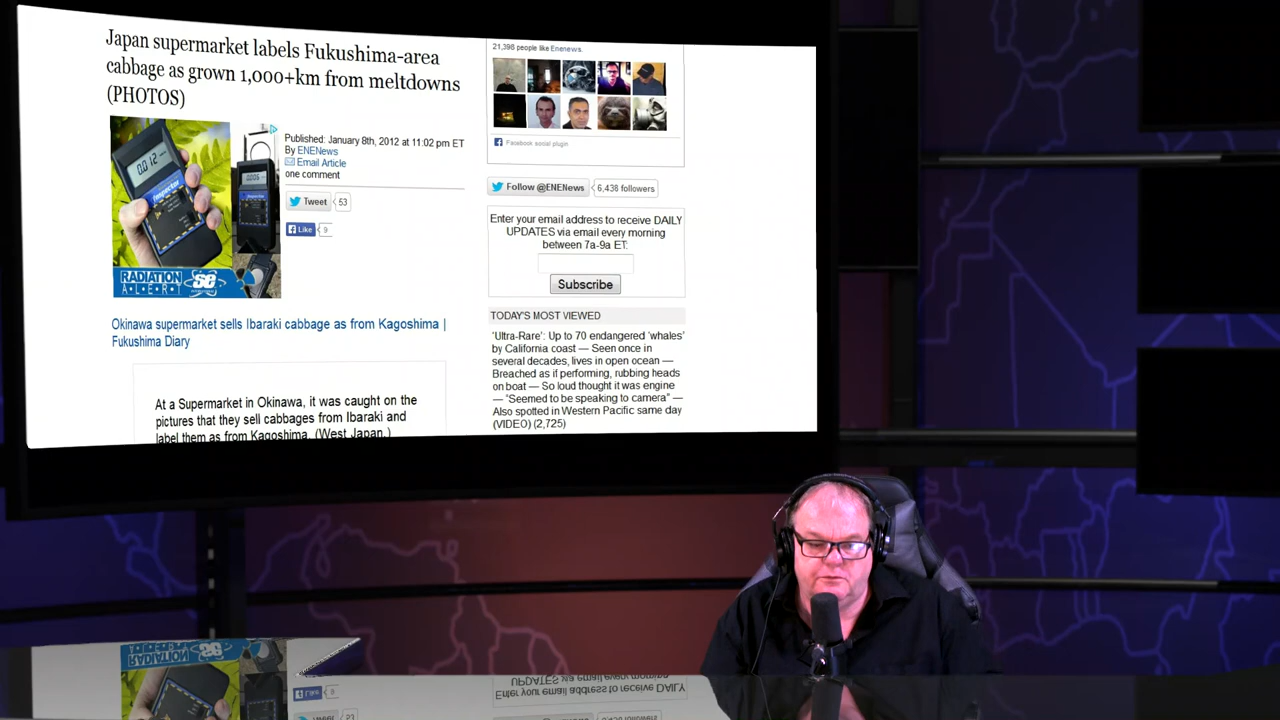 Japan supermarket labels Fukushima-area
cabbage as grown 1,000+km from meltdowns
(PHOTOS)
Published: January 8th, 2012 at 11:02 pm ET
By ENENews
Email Article
one comment
Tweet 53
Like 9
0.012
Inspector
RADIATION
ALERT
se
Okinawa supermarket sells Ibaraki cabbage as from Kagoshima |
Fukushima Diary
At a Supermarket in Okinawa, it was caught on the
pictures that they sell cabbages from Ibaraki and
label them as from Kagoshima. (West Japan.)
21,398 people like Enenews.
Facebook social plugin
Follow @ENENews 6,438 followers
Enter your email address to receive DAILY
UPDATES via email every morning
between 7a-9a ET:
Subscribe
TODAY'S MOST VIEWED
'Ultra-Rare': Up to 70 endangered 'whales'
by California coast — Seen once in
several decades, lives in open ocean —
Breached as if performing, rubbing heads
on boat — So loud thought it was engine
— "Seemed to be speaking to camera" —
Also spotted in Western Pacific same day
(VIDEO) (2,725)